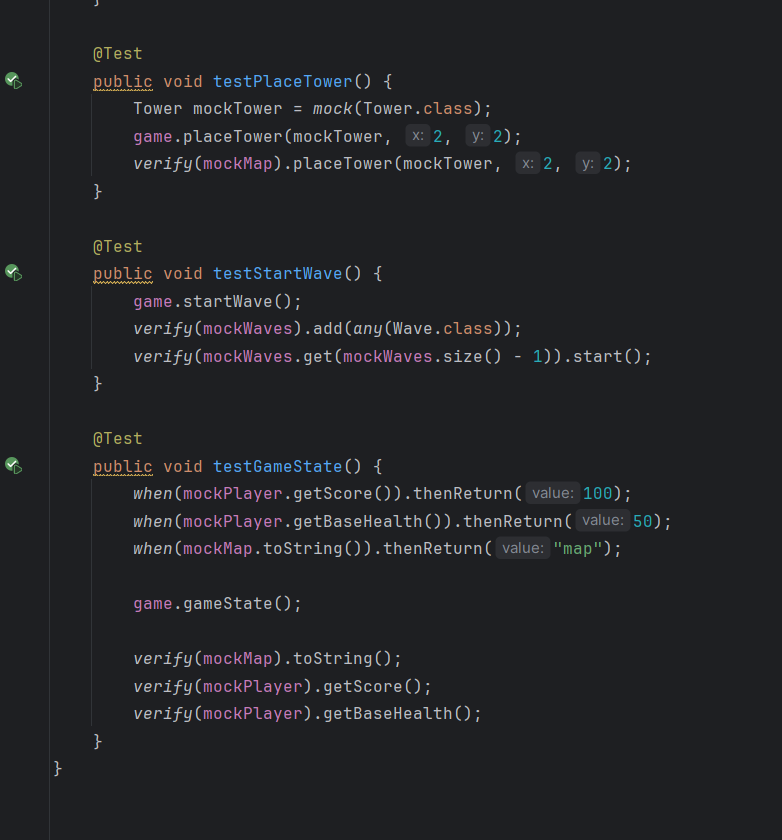 }
@Test
public void testPlaceTower() {
Tower mockTower = mock(Tower.class);
game.placeTower(mockTower, x: 2, y: 2);
verify(mockMap).placeTower(mockTower, x: 2, y: 2);
}
@Test
public void testStartWave() {
game.startWave();
verify(mockWaves).add(any(Wave.class));
verify(mockWaves.get(mockWaves.size() - 1)).start();
}
@Test
public void testGameState() {
when(mockPlayer.getScore()).thenReturn( value: 100);
when(mockPlayer.getBaseHealth()).thenReturn( value: 50);
when(mockMap.toString()).thenReturn( value: "map");
game.gameState();
verify(mockMap).toString();
verify(mockPlayer).getScore();
verify(mockPlayer).getBaseHealth();
}
}